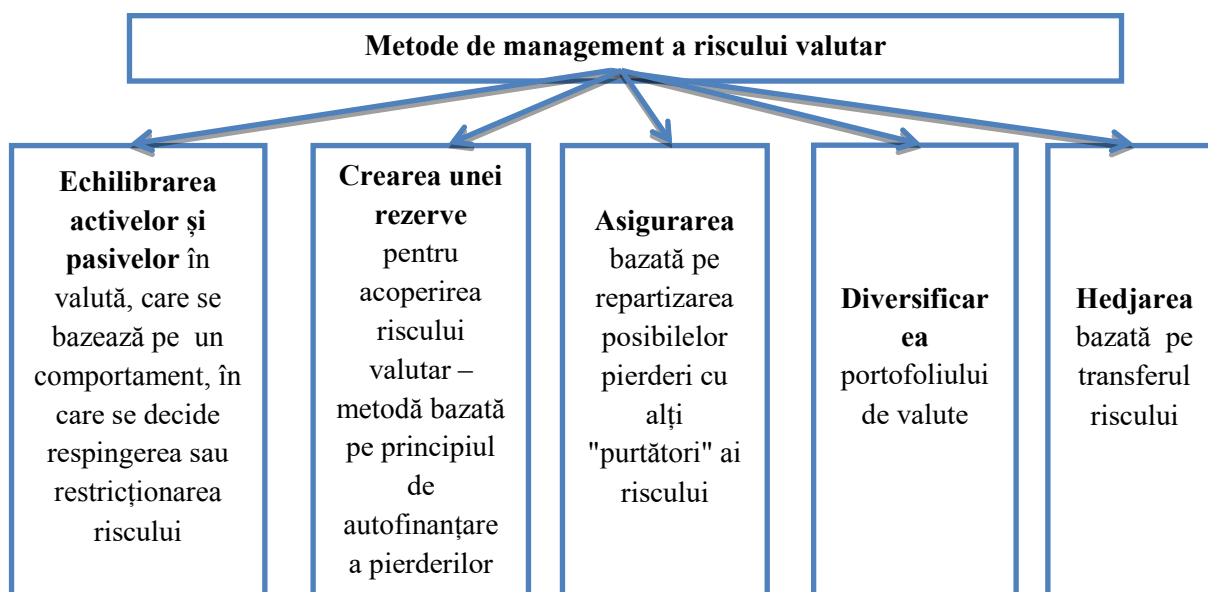 Metode de management a riscului valutar
Echilibrarea
activelor și
pasivelor în
valută, care se
bazează pe un
comportament, în
care se decide
respingerea sau
restricționarea
riscului
Crearea unei
rezerve
pentru
acoperirea
riscului
valutar –
metodă bazată
pe principiul
de
autofinanțare
a pierderilor
Asigurarea
bazată pe
repartizarea
posibilelor
pierderi cu
alți
"purtători" ai
riscului
Diversificar
ea
portofoliului
de valute
Hedjarea
bazată pe
transferul
riscului